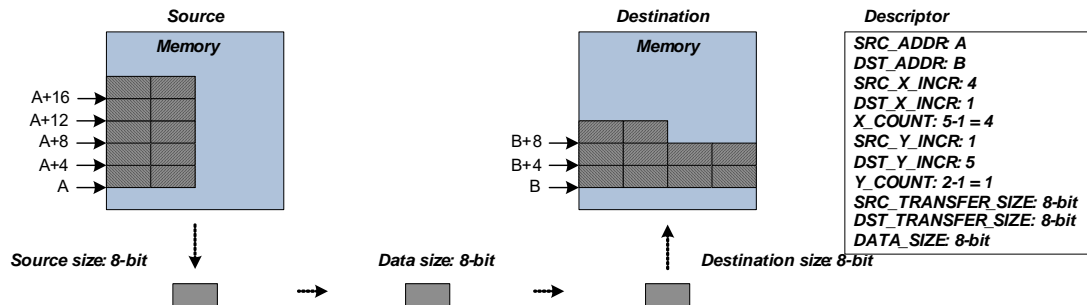 Source
Destination
Descriptor
Memory
Memory
SRC_ADDR: A
DST_ADDR: B
SRC_X_INCR: 4
DST_X_INCR: 1
X_COUNT: 5-1 = 4
SRC_Y_INCR: 1
DST_Y_INCR: 5
Y_COUNT: 2-1 = 1
SRC_TRANSFER_SIZE: 8-bit
DST_TRANSFER_SIZE: 8-bit
DATA_SIZE: 8-bit
A+16
A+12
A+8
A+4
A
B+8
B+4
B
Source size: 8-bit
Data size: 8-bit
Destination size: 8-bit